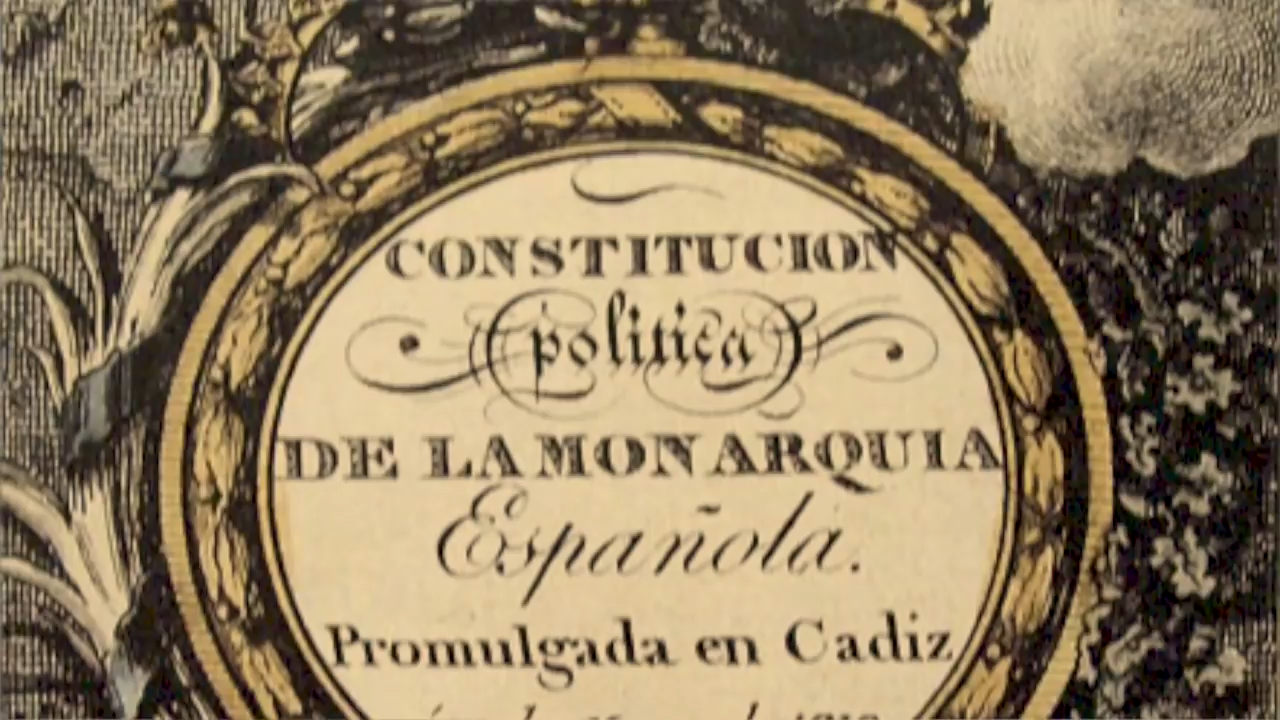 CONSTITUCION
politica
DE LA MONARQUIA
Española.
Promulgada en Cadiz